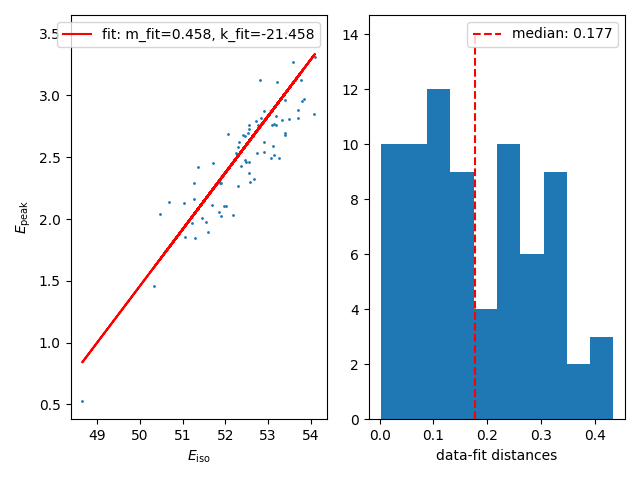 fit: m_fit=0.458, k_fit=-21.458
3.5
3.0
2.5
2.0
1.5
1.0
0.5
E_peak
49 50 51 52 53 54
E_iso
median: 0.177
14
12
10
8
6
4
2
0
0.0 0.1 0.2 0.3 0.4
data-fit distances